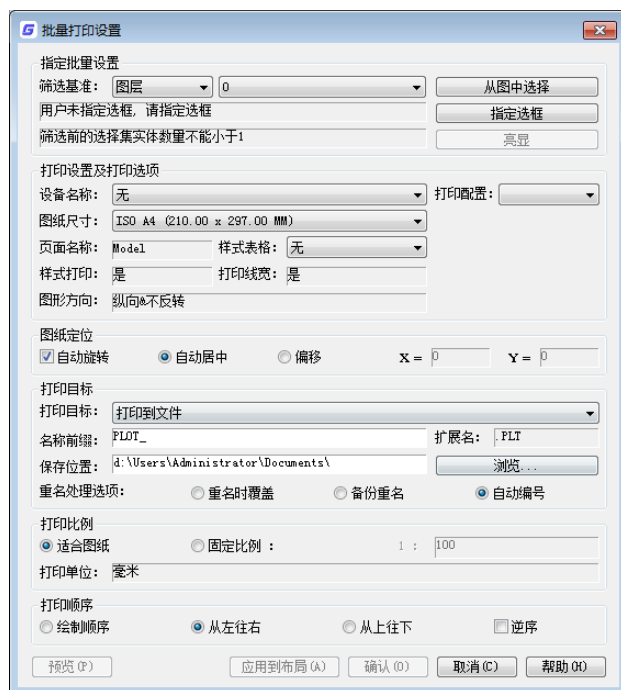 批量打印设置
指定批量设置
筛选基准: 图层 0 从图中选择
用户未指定选框, 请指定选框 指定选框
筛选前的选择集实体数量不能小于1 亮显
打印设置及打印选项
设备名称: 无 打印配置:
图纸尺寸: ISO A4 (210.00 x 297.00 MM)
页面名称: Model 样式表格: 无
样式打印: 是 打印线宽: 是
图形方向: 纵向&不反转
图纸定位
自动旋转 自动居中 偏移 X = 0 Y = 0
打印目标
打印目标: 打印到文件
名称前缀: PLOT_ 扩展名: .PLT
保存位置: d:\Users\Administrator\Documents\ 浏览...
重名处理选项: 重名时覆盖 备份重名 自动编号
打印比例
适合图纸 固定比例 : 1 : 100
打印单位: 毫米
打印顺序
绘制顺序 从左往右 从上往下 逆序
预览(P) 应用到布局(A) 确认(O) 取消(C) 帮助(H)